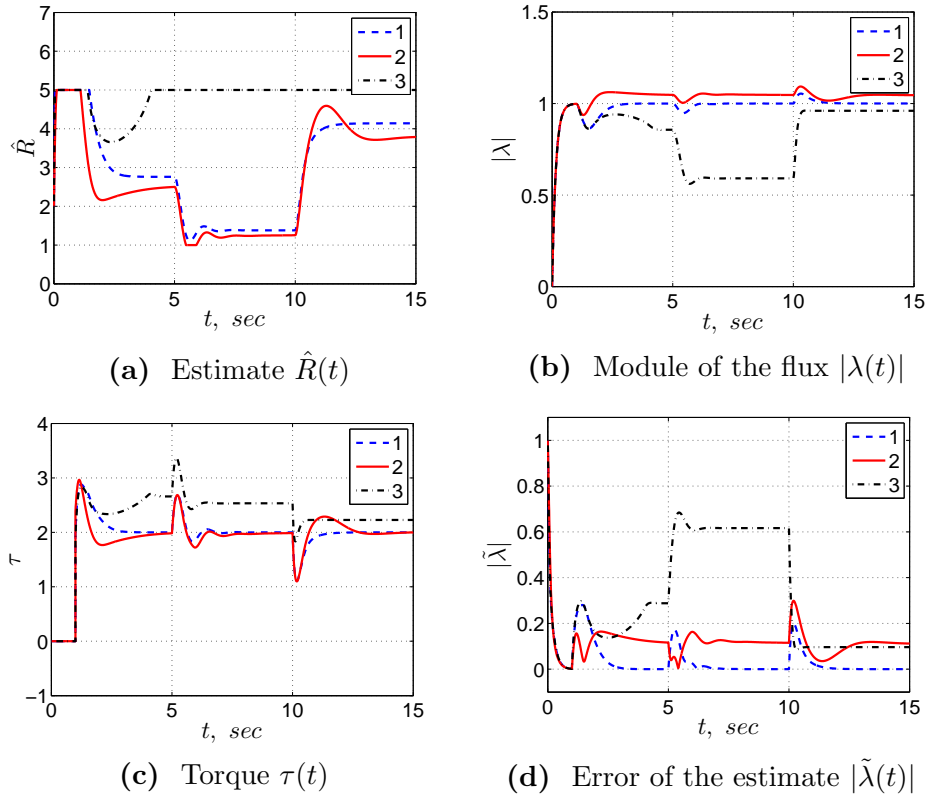 7
6
5
4
3
2
1
0
R̂
0 5 10 15
t, sec
1
2
3
(a) Estimate R̂(t)
1.5
1.0
0.5
0
|λ|
0 5 10 15
t, sec
1
2
3
(b) Module of the flux |λ(t)|
4
3
2
1
0
−1
τ
0 5 10 15
t, sec
1
2
3
(c) Torque τ(t)
1
0.8
0.6
0.4
0.2
0
|λ̃|
0 5 10 15
t, sec
1
2
3
(d) Error of the estimate |λ̃(t)|